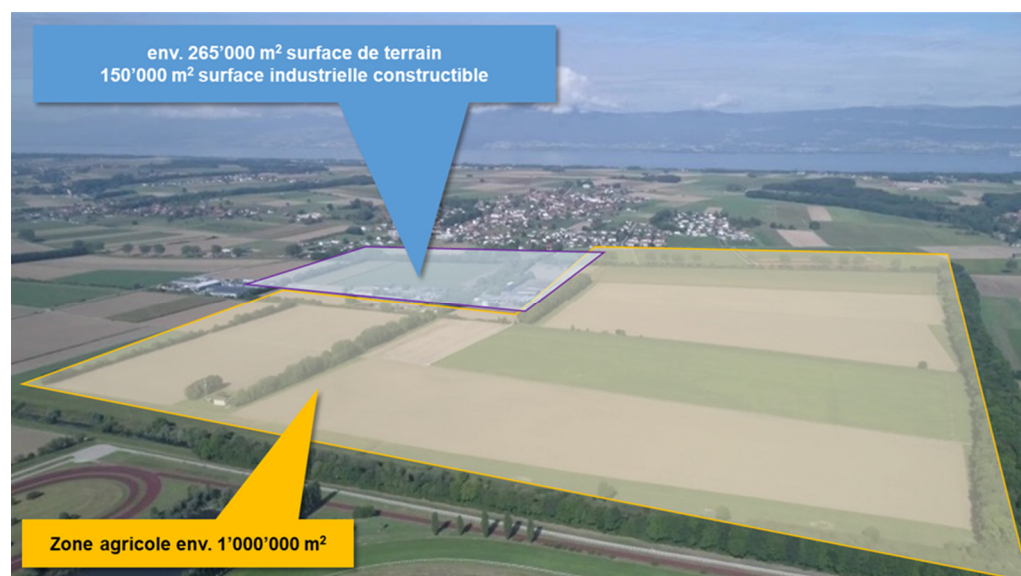 env. 265’000 m² surface de terrain
150’000 m² surface industrielle constructible
Zone agricole env. 1’000’000 m²